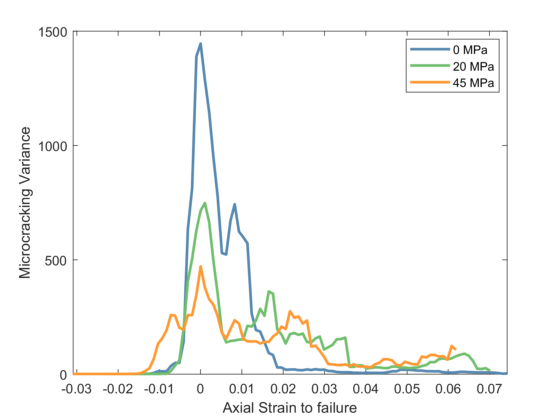 1500
1000
500
0
Microcracking Variance
0 MPa
20 MPa
45 MPa
-0.03 -0.02 -0.01 0 0.01 0.02 0.03 0.04 0.05 0.06 0.07
Axial Strain to failure